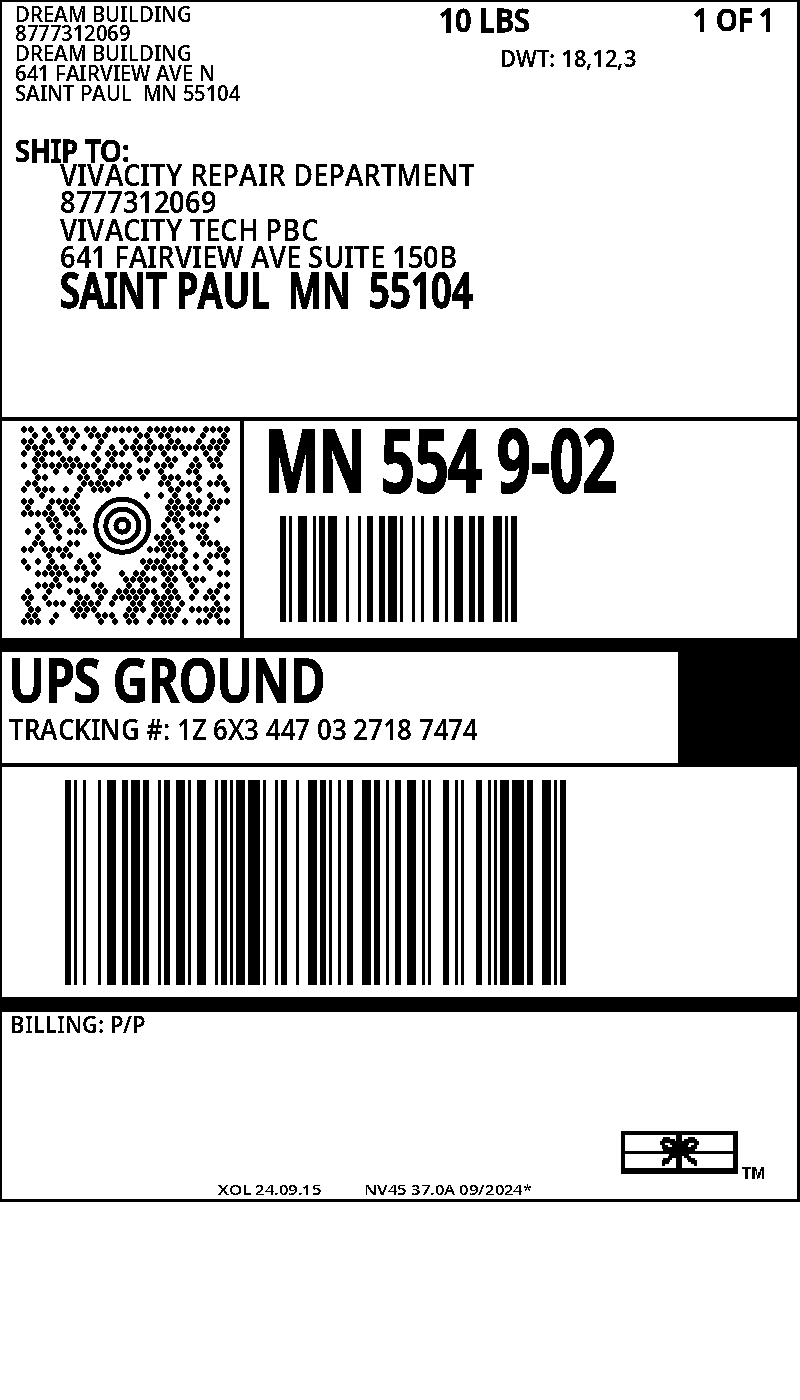 DREAM BUILDING
8777312069
DREAM BUILDING
641 FAIRVIEW AVE N
SAINT PAUL  MN 55104
10 LBS
1 OF 1
DWT: 18,12,3
SHIP TO:
VIVACITY REPAIR DEPARTMENT
8777312069
VIVACITY TECH PBC
641 FAIRVIEW AVE SUITE 150B
SAINT PAUL  MN  55104
MN 554 9-02
UPS GROUND
TRACKING #: 1Z 6X3 447 03 2718 7474
BILLING: P/P
TM
XOL 24.09.15 NV45 37.0A 09/2024*